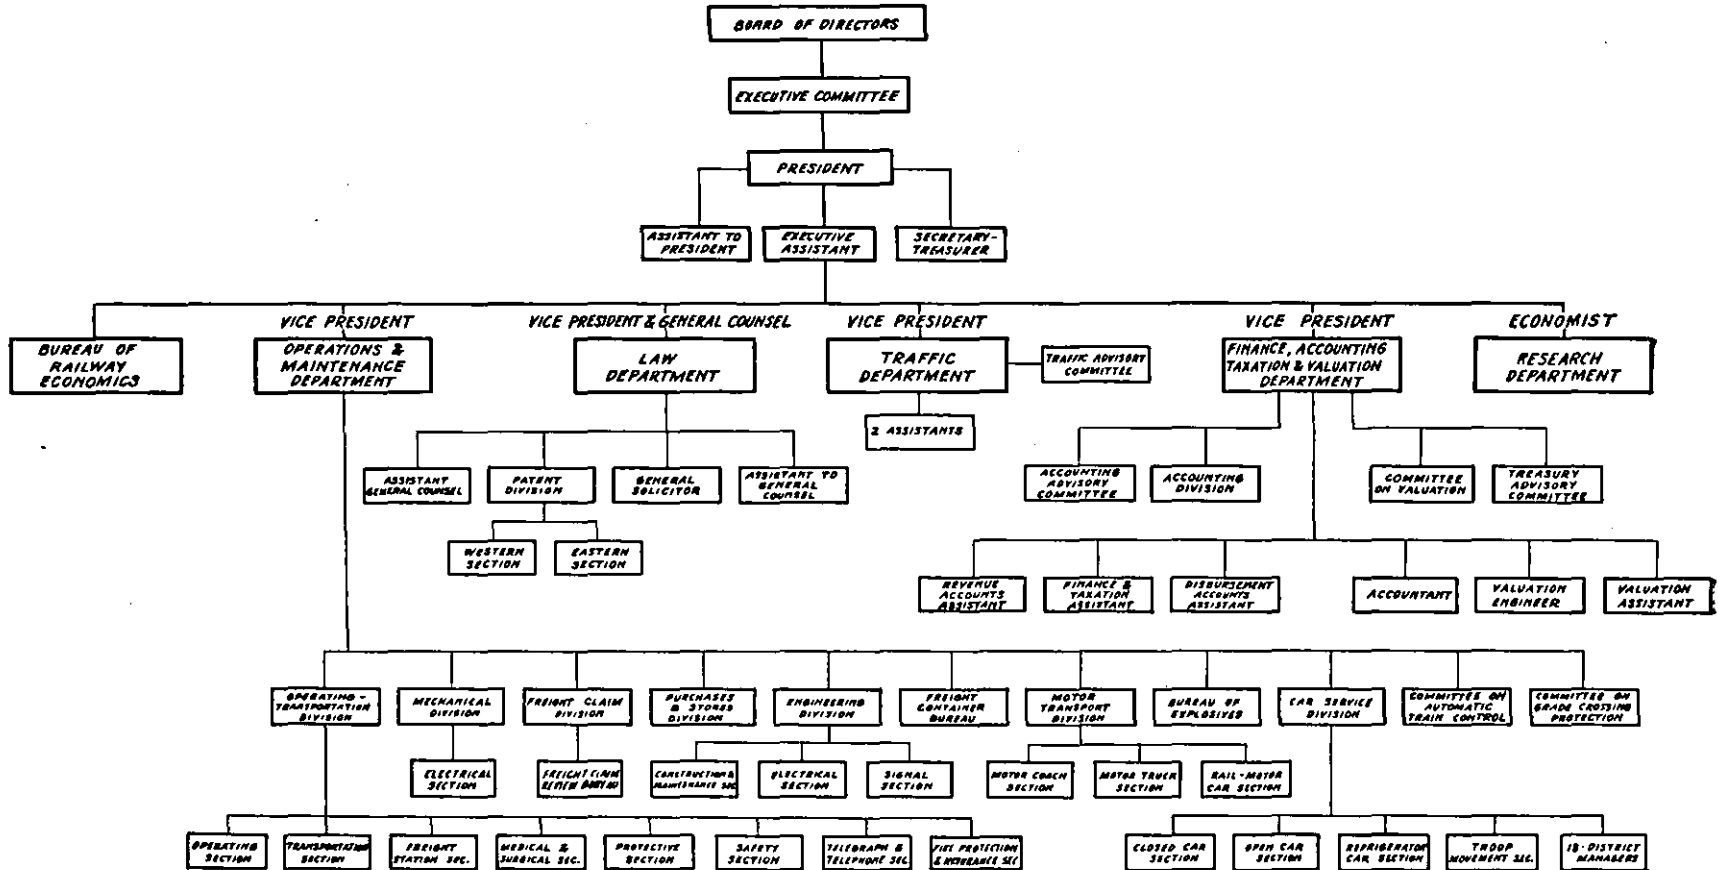 BOARD OF DIRECTORS
EXECUTIVE COMMITTEE
PRESIDENT
ASSISTANT TO
PRESIDENT
EXECUTIVE
ASSISTANT
SECRETARY-
TREASURER
VICE PRESIDENT
VICE PRESIDENT & GENERAL COUNSEL
VICE PRESIDENT
VICE PRESIDENT
ECONOMIST
BUREAU OF
RAILWAY
ECONOMICS
OPERATIONS &
MAINTENANCE
DEPARTMENT
LAW
DEPARTMENT
TRAFFIC
DEPARTMENT
TRAFFIC ADVISORY
COMMITTEE
FINANCE, ACCOUNTING
TAXATION & VALUATION
DEPARTMENT
RESEARCH
DEPARTMENT
2 ASSISTANTS
ASSISTANT
GENERAL COUNSEL
PATENT
DIVISION
GENERAL
SOLICITOR
ASSISTANT TO
GENERAL
COUNSEL
ACCOUNTING
ADVISORY
COMMITTEE
ACCOUNTING
DIVISION
COMMITTEE
ON VALUATION
TREASURY
ADVISORY
COMMITTEE
WESTERN
SECTION
EASTERN
SECTION
REVENUE
ACCOUNTS
ASSISTANT
FINANCE &
TAXATION
ASSISTANT
DISBURSEMENT
ACCOUNTS
ASSISTANT
ACCOUNTANT
VALUATION
ENGINEER
VALUATION
ASSISTANT
OPERATING-
TRANSPORTATION
DIVISION
MECHANICAL
DIVISION
FREIGHT CLAIM
DIVISION
PURCHASES
& STORES
DIVISION
ENGINEERING
DIVISION
FREIGHT
CONTAINER
BUREAU
MOTOR
TRANSPORT
DIVISION
BUREAU OF
EXPLOSIVES
CAR SERVICE
DIVISION
COMMITTEE ON
AUTOMATIC
TRAIN CONTROL
COMMITTEE ON
GRADE CROSSING
PROTECTION
ELECTRICAL
SECTION
FREIGHT CLAIM
REVIEW BUREAU
CONSTRUCTION &
MAINTENANCE SEC
ELECTRICAL
SECTION
SIGNAL
SECTION
MOTOR COACH
SECTION
MOTOR TRUCK
SECTION
RAIL-MOTOR
CAR SECTION
OPERATING
SECTION
TRANSPORTATION
SECTION
FREIGHT
STATION SEC.
MEDICAL &
SURGICAL SEC.
PROTECTIVE
SECTION
SAFETY
SECTION
TELEGRAPH &
TELEPHONE SEC.
FIRE PROTECTION
& INSURANCE SEC
CLOSED CAR
SECTION
OPEN CAR
SECTION
REFRIGERATOR
CAR SECTION
TROOP
MOVEMENT SEC.
13-DISTRICT
MANAGERS